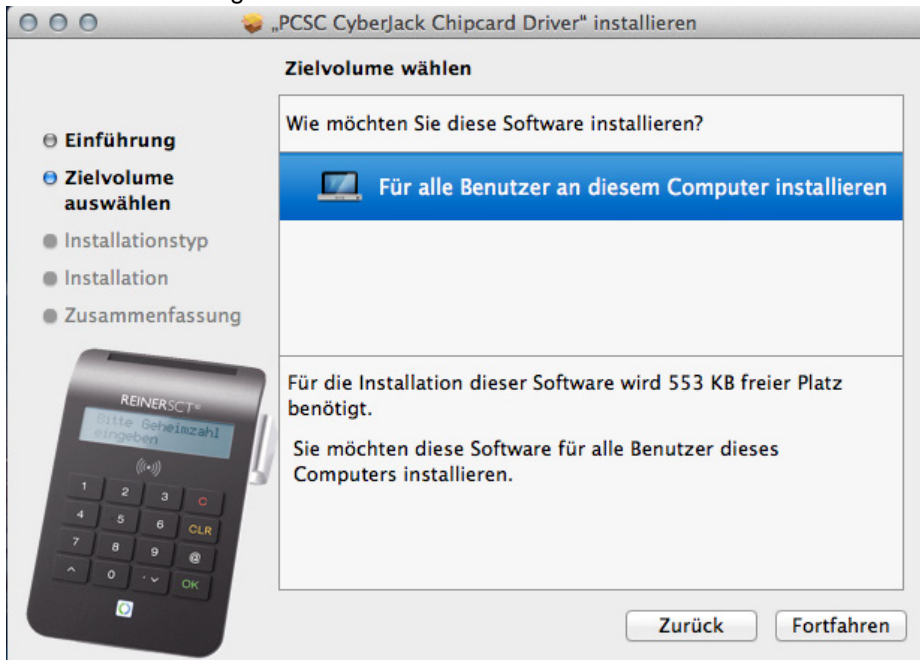 „PCSC CyberJack Chipcard Driver“ installieren
Zielvolume wählen
Einführung
Zielvolume
auswählen
Installationstyp
Installation
Zusammenfassung
Wie möchten Sie diese Software installieren?
Für alle Benutzer an diesem Computer installieren
Für die Installation dieser Software wird 553 KB freier Platz
benötigt.
Sie möchten diese Software für alle Benutzer dieses
Computers installieren.
REINERSCT®
Bitte Geheimzahl
eingeben
1 2 3 C
4 5 6 CLR
7 8 9 @
0 OK
Zurück Fortfahren